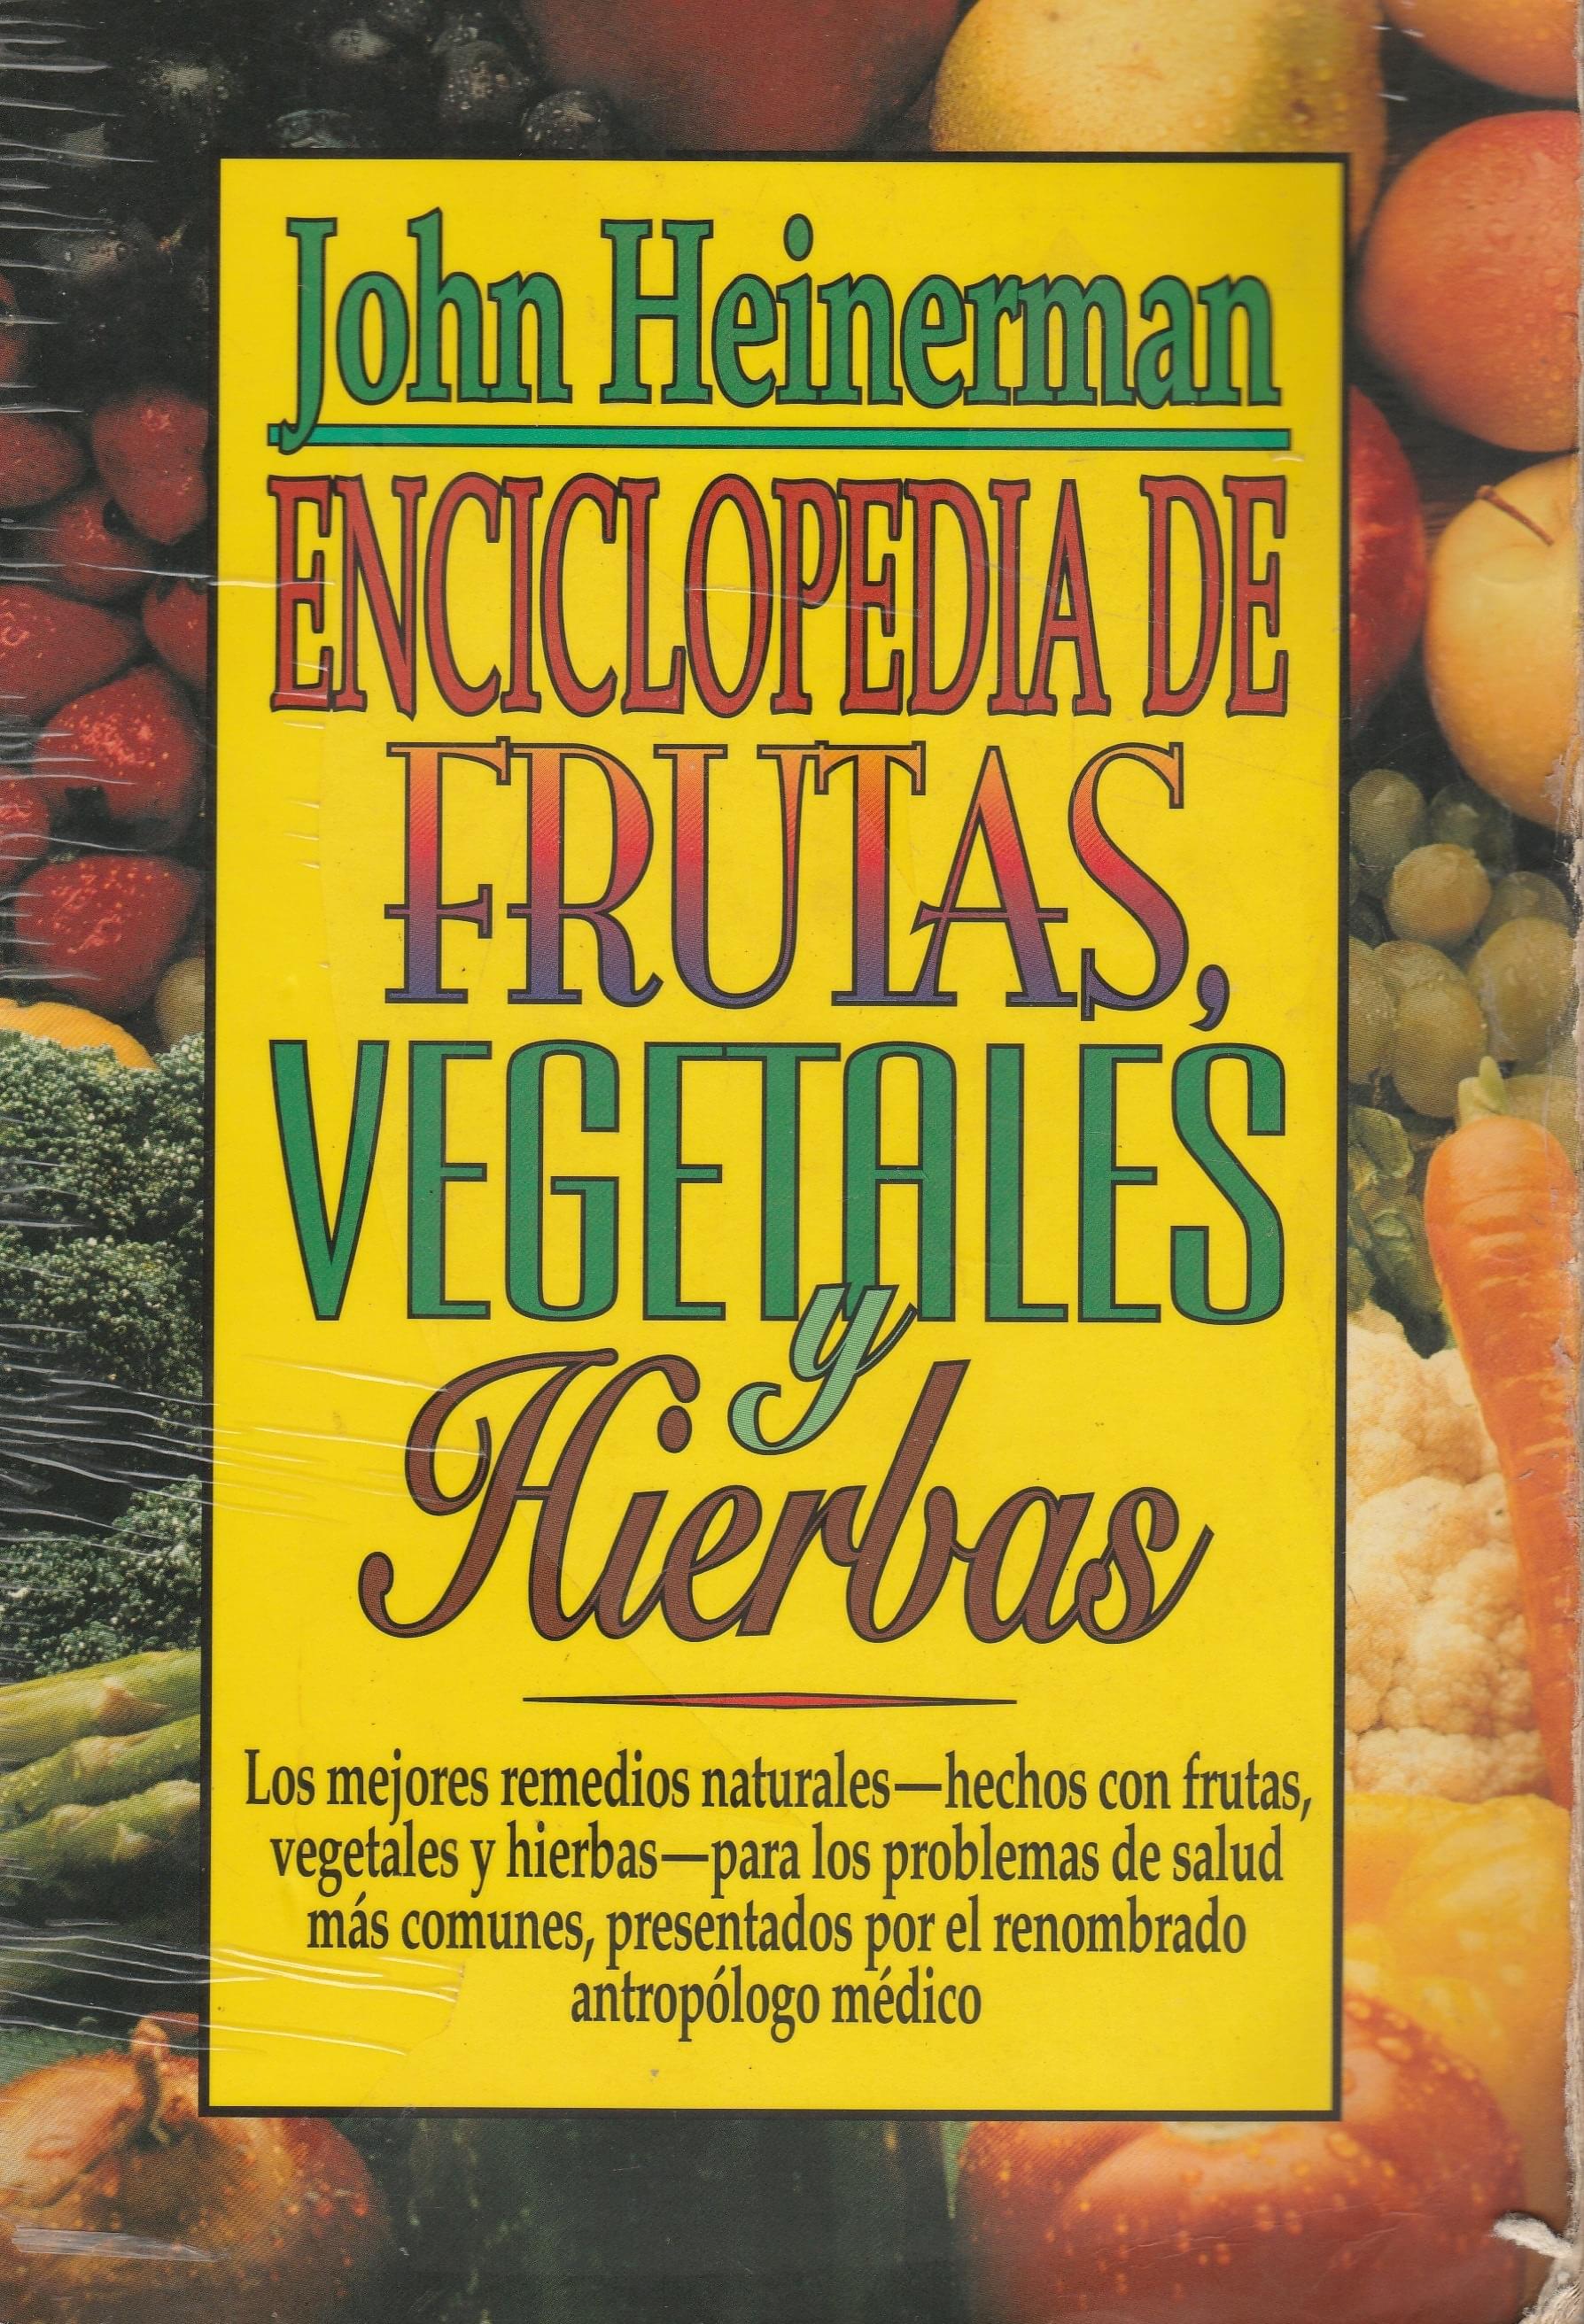 John Heinerman
ENCICLOPEDIA DE
FRUTAS,
VEGETALES
y
Hierbas
Los mejores remedios naturales—hechos con frutas,
vegetales y hierbas—para los problemas de salud
más comunes, presentados por el renombrado
antropólogo médico